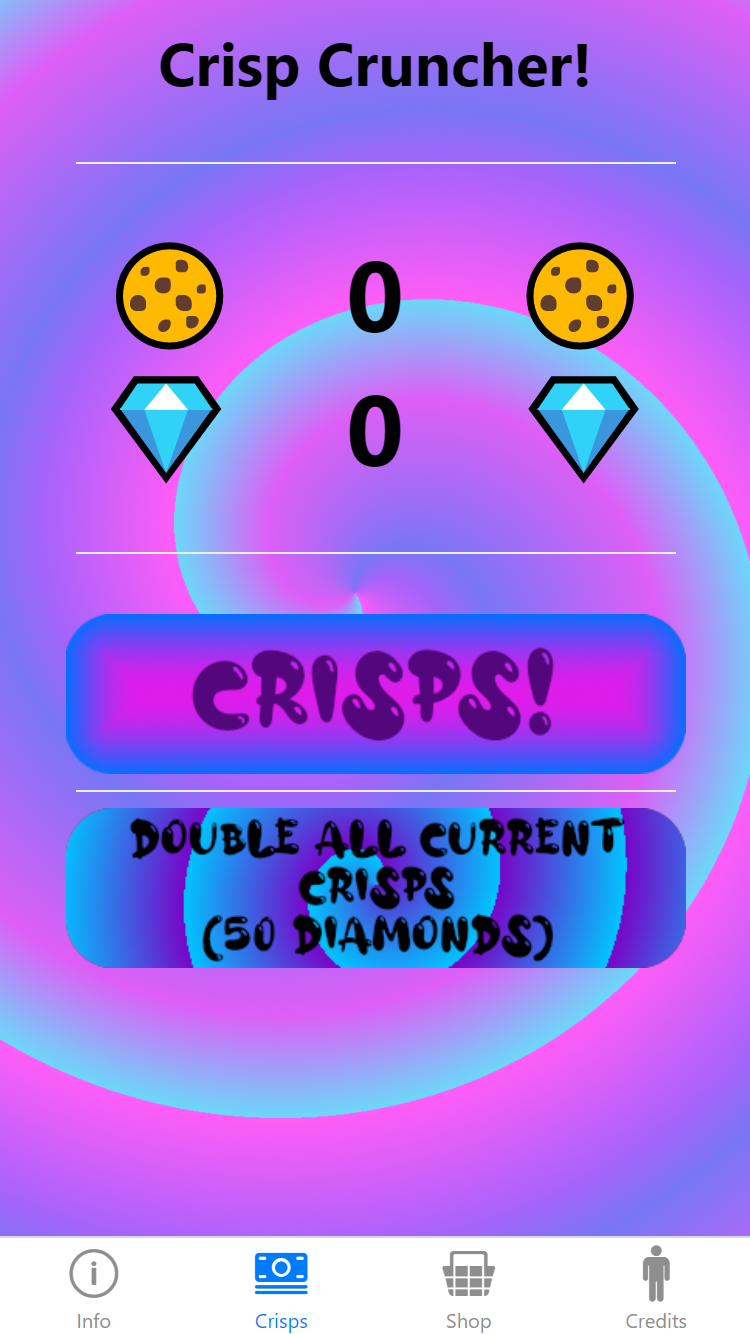 Crisp Cruncher!
0
0
CRISPS!
DOUBLE ALL CURRENT
CRISPS
(50 DIAMONDS)
Info
Crisps
Shop
Credits